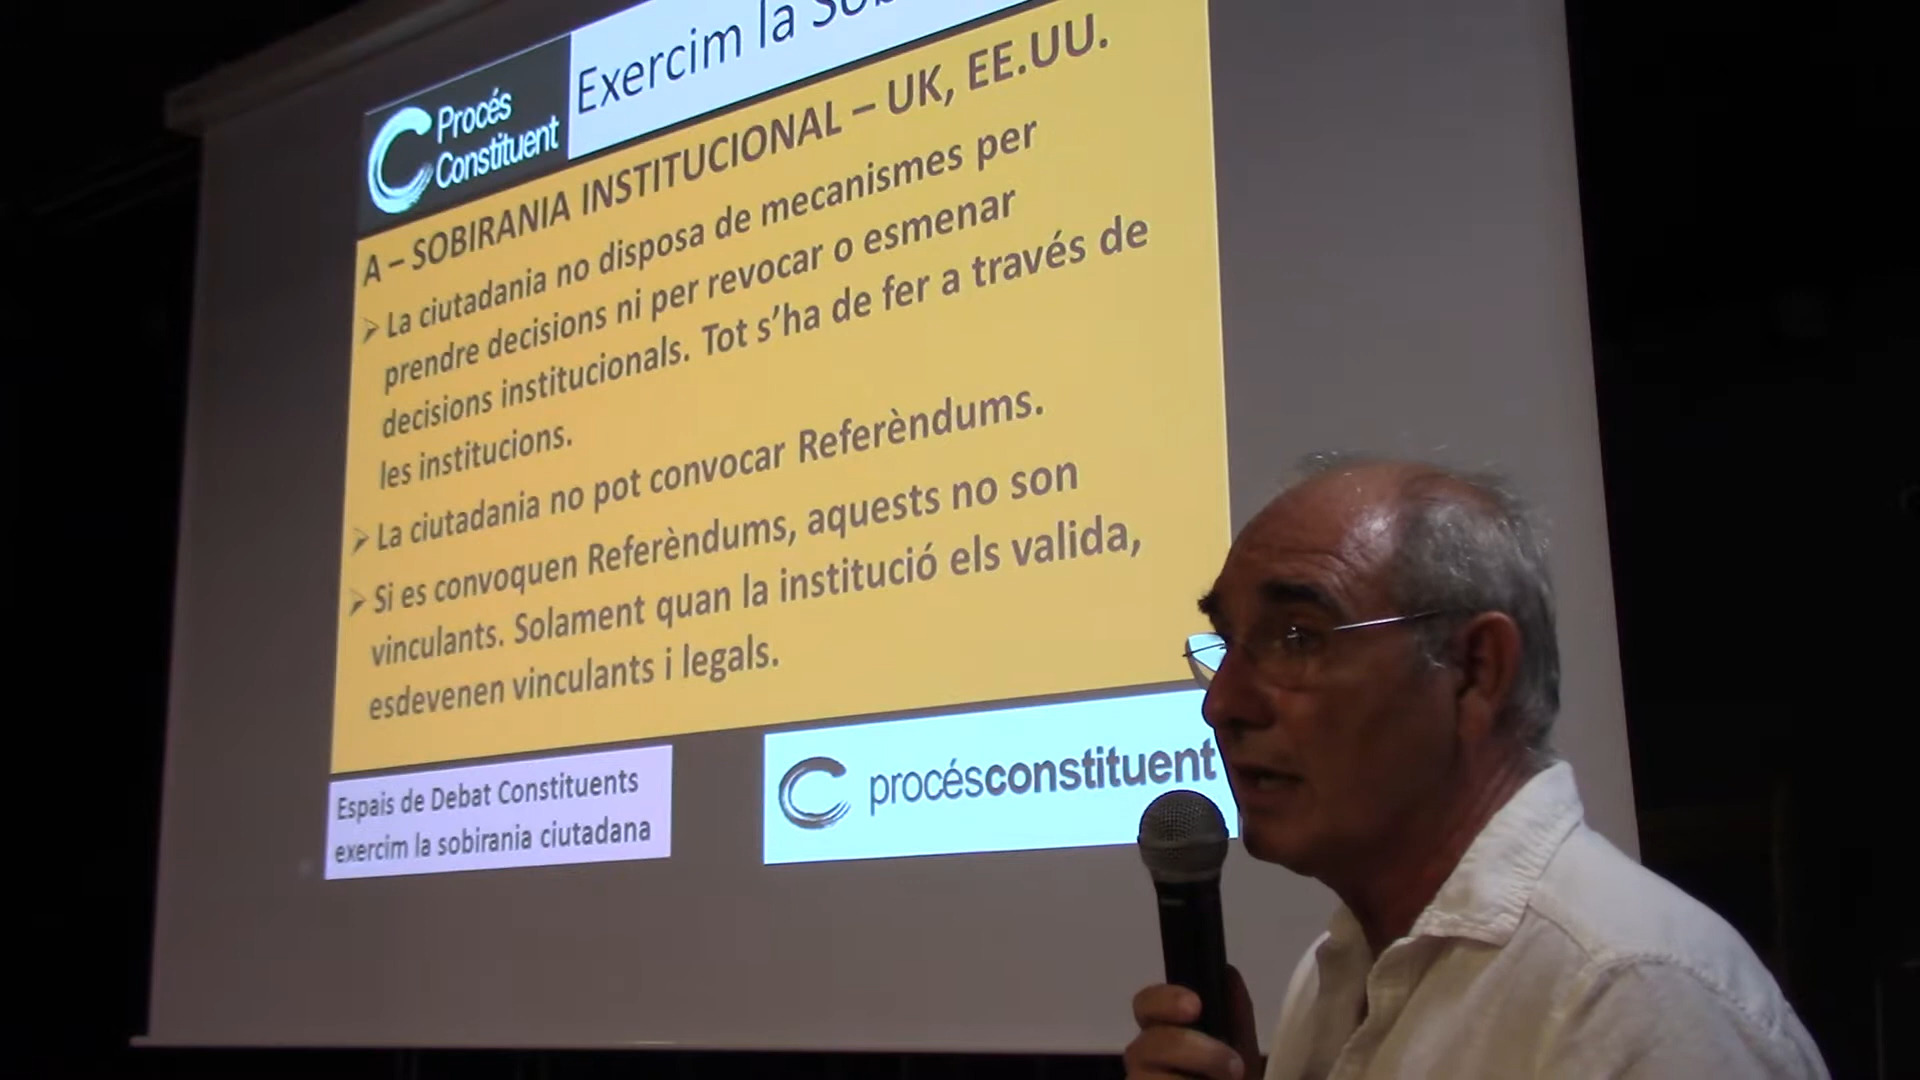 Procés
Constituent
Exercim la
A – SOBIRANIA INSTITUCIONAL – UK, EE.UU.
➢ La ciutadania no disposa de mecanismes per
prendre decisions ni per revocar o esmenar
decisions institucionals. Tot s’ha de fer a través de
les institucions.
➢ La ciutadania no pot convocar Referèndums.
➢ Si es convoquen Referèndums, aquests no son
vinculants. Solament quan la institució els valida,
esdevenen vinculants i legals.
Espais de Debat Constituents
exercim la sobirania ciutadana
procésconstituent